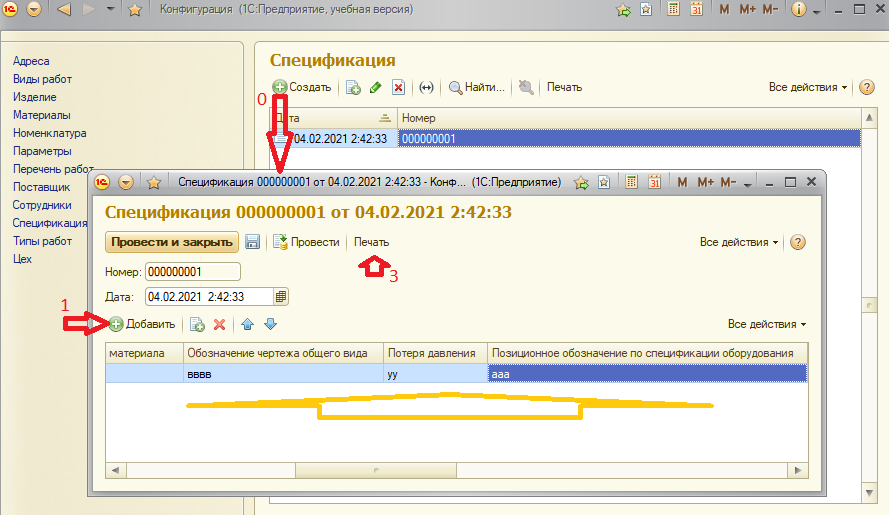 Конфигурация (1С:Предприятие, учебная версия)
M M+ M-
Адреса
Виды работ
Изделие
Материалы
Номенклатура
Параметры
Перечень работ
Поставщик
Сотрудники
Спецификация
Типы работ
Цех
Спецификация
Создать
Найти...
Печать
Все действия
0
Номер
04.02.2021 2:42:33 000000001
Спецификация 000000001 от 04.02.2021 2:42:33 - Конф... (1С:Предприятие)
M M+ M-
Спецификация 000000001 от 04.02.2021 2:42:33
Провести и закрыть
Провести
Печать
Все действия
3
Номер: 000000001
Дата: 04.02.2021 2:42:33
1
Добавить
Все действия
материала Обозначение чертежа общего вида Потеря давления Позиционное обозначение по спецификации оборудования
вввв уу ааа